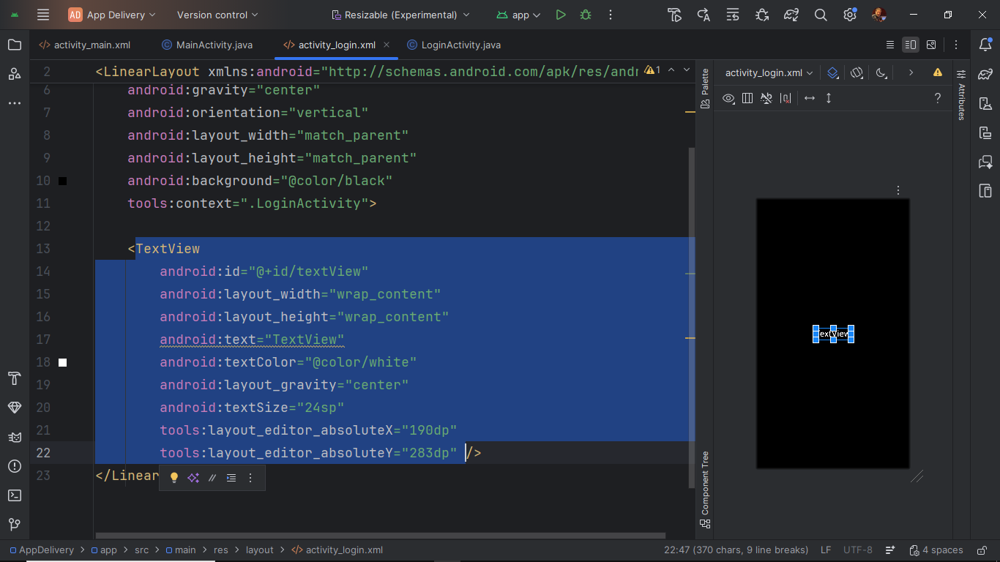 AD App Delivery Version control Resizable (Experimental) app
activity_main.xml MainActivity.java activity_login.xml LoginActivity.java
2 <LinearLayout xmlns:android="http://schemas.android.com/apk/res/andr 1
6 android:gravity="center"
7 android:orientation="vertical"
8 android:layout_width="match_parent"
9 android:layout_height="match_parent"
10 android:background="@color/black"
11 tools:context=".LoginActivity">
12
13 <TextView
14 android:id="@+id/textView"
15 android:layout_width="wrap_content"
16 android:layout_height="wrap_content"
17 android:text="TextView"
18 android:textColor="@color/white"
19 android:layout_gravity="center"
20 android:textSize="24sp"
21 tools:layout_editor_absoluteX="190dp"
22 tools:layout_editor_absoluteY="283dp" />
23 </Linear
Palette
Component Tree
activity_login.xml
?
TextView
Attributes
AppDelivery > app > src > main > res > layout > activity_login.xml
22:47 (370 chars, 9 line breaks) LF UTF-8 4 spaces